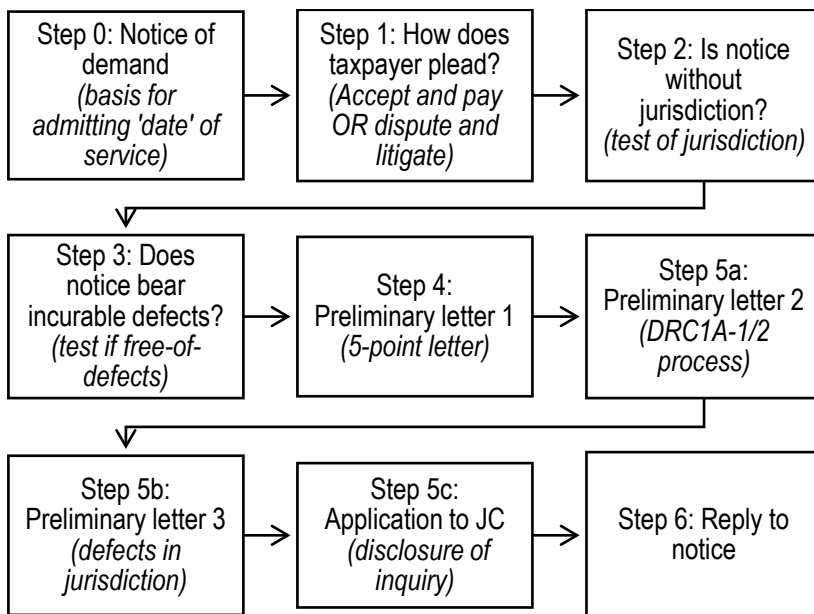 Step 0: Notice of
demand
(basis for
admitting 'date' of
service)
Step 1: How does
taxpayer plead?
(Accept and pay
OR dispute and
litigate)
Step 2: Is notice
without
jurisdiction?
(test of jurisdiction)
Step 3: Does
notice bear
incurable defects?
(test if free-of-
defects)
Step 4:
Preliminary letter 1
(5-point letter)
Step 5a:
Preliminary letter 2
(DRC1A-1/2
process)
Step 5b:
Preliminary letter 3
(defects in
jurisdiction)
Step 5c:
Application to JC
(disclosure of
inquiry)
Step 6: Reply to
notice